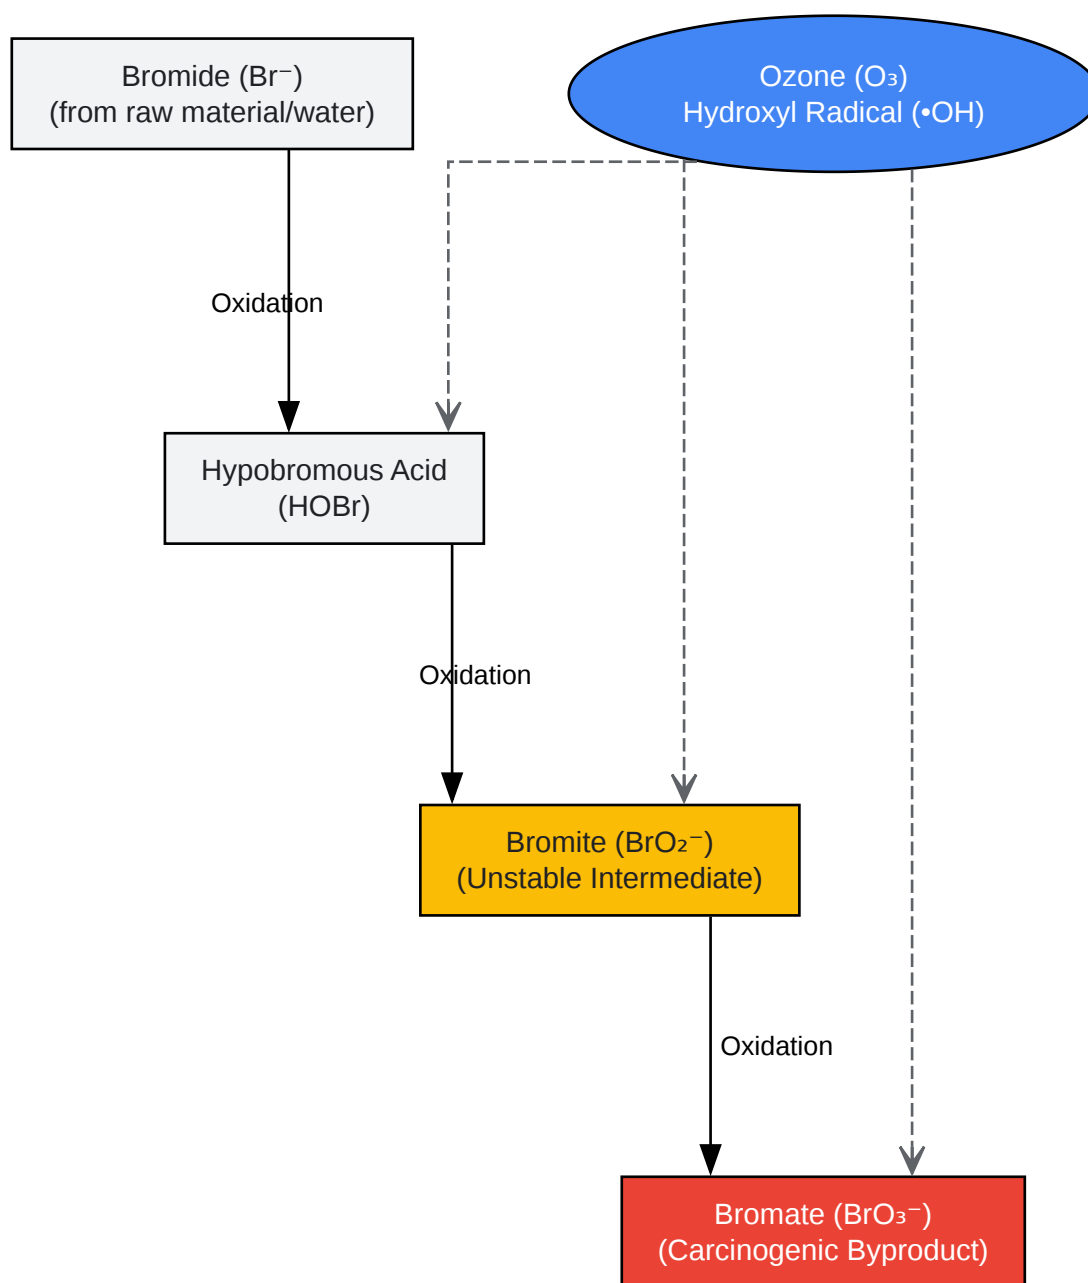 Bromide (Br⁻)
(from raw material/water)
Ozone (O₃)
Hydroxyl Radical (•OH)
Oxidation
Hypobromous Acid
(HOBr)
Oxidation
Bromite (BrO₂⁻)
(Unstable Intermediate)
Oxidation
Bromate (BrO₃⁻)
(Carcinogenic Byproduct)